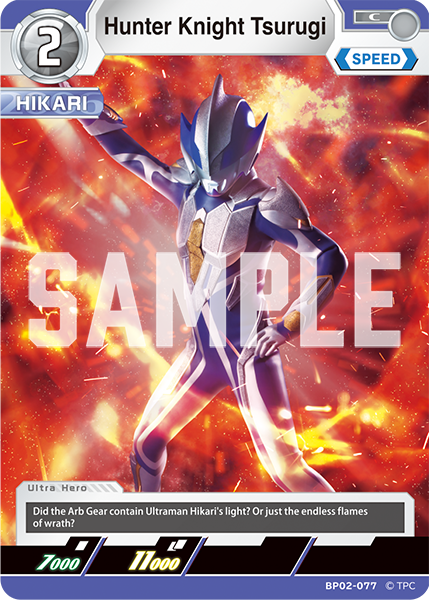 2
Hunter Knight Tsurugi
C
SPEED
HIKARI
SAMPLE
Ultra Hero
Did the Arb Gear contain Ultraman Hikari's light? Or just the endless flames
of wrath?
7000
11000
BP02-077 © TPC